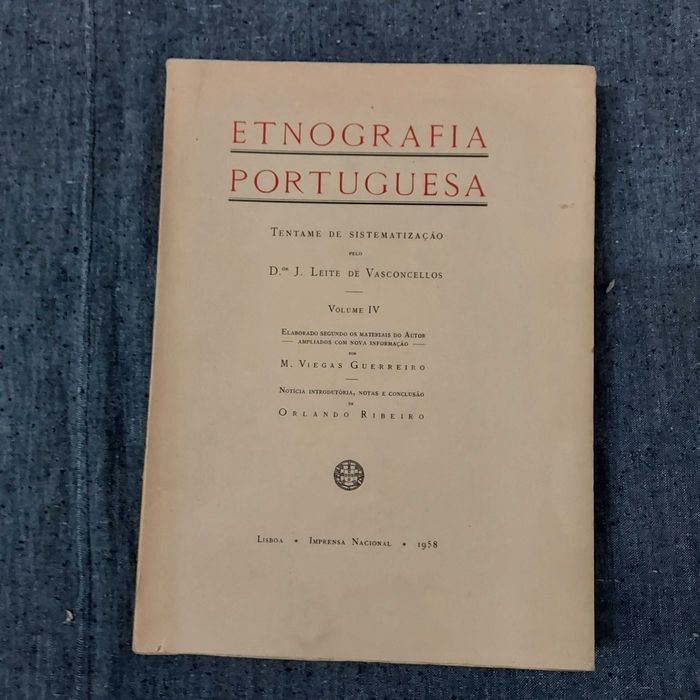 ETNOGRAFIA
PORTUGUESA
TENTAME DE SISTEMATIZAÇÃO
PELO
D.OR J. LEITE DE VASCONCELLOS
VOLUME IV
ELABORADO SEGUNDO OS MATERIAIS DO AUTOR
AMPLIADOS COM NOVA INFORMAÇÃO
POR
M. VIEGAS GUERREIRO
NOTÍCIA INTRODUTÓRIA, NOTAS E CONCLUSÃO
DE
ORLANDO RIBEIRO
LISBOA • IMPRENSA NACIONAL • 1958